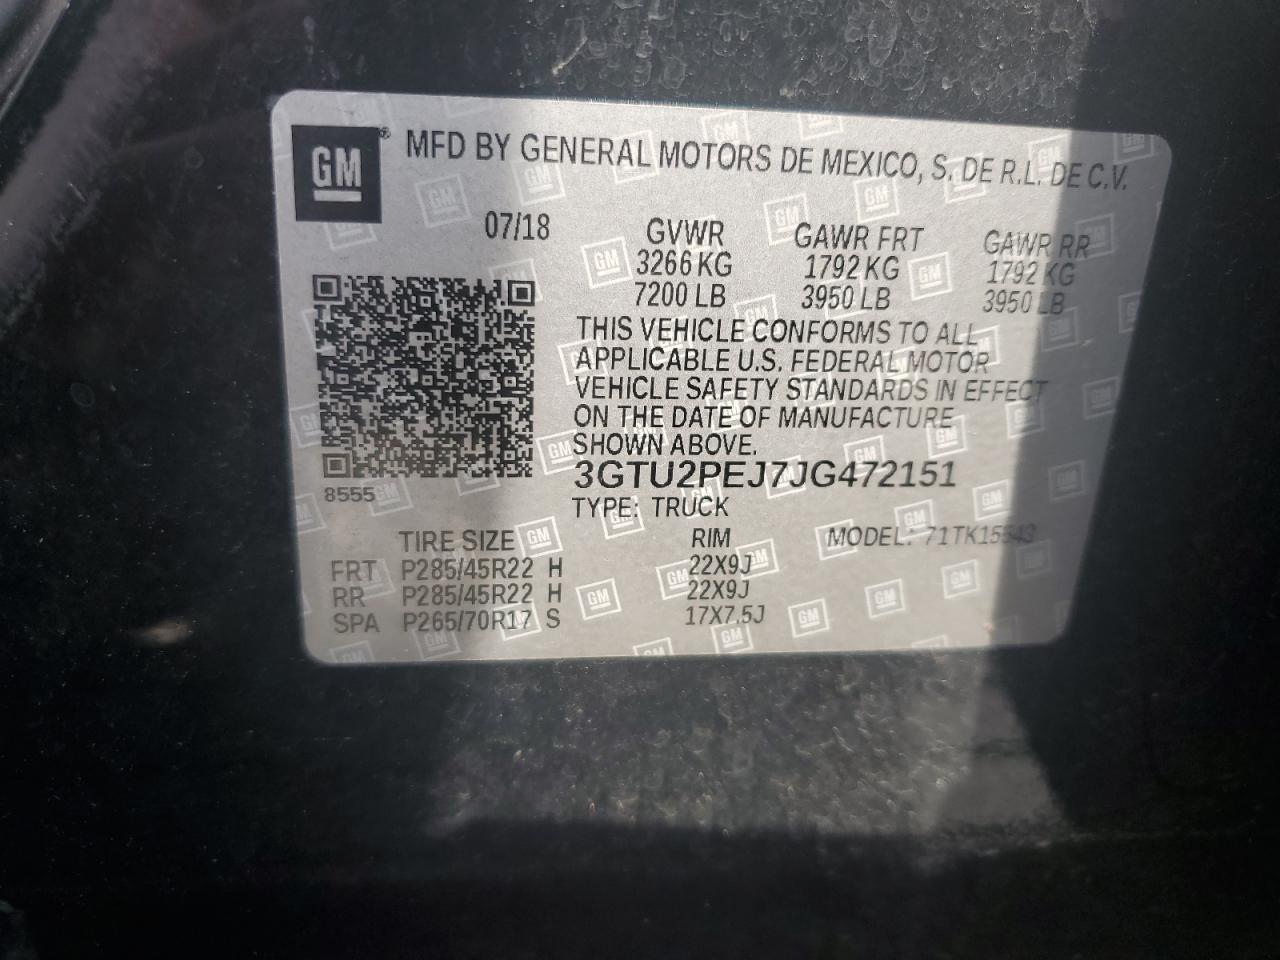 GM® MFD BY GENERAL MOTORS DE MEXICO, S. DE R.L. DE C.V.
07/18 GVWR GAWR FRT GAWR RR
3266 KG 1792 KG 1792 KG
7200 LB 3950 LB 3950 LB
THIS VEHICLE CONFORMS TO ALL
APPLICABLE U.S. FEDERAL MOTOR
VEHICLE SAFETY STANDARDS IN EFFECT
ON THE DATE OF MANUFACTURE
SHOWN ABOVE.
3GTU2PEJ7JG472151
8555
TYPE: TRUCK
TIRE SIZE RIM MODEL: 71TK15543
FRT P285/45R22 H 22X9J
RR P285/45R22 H 22X9J
SPA P265/70R17 S 17X7.5J